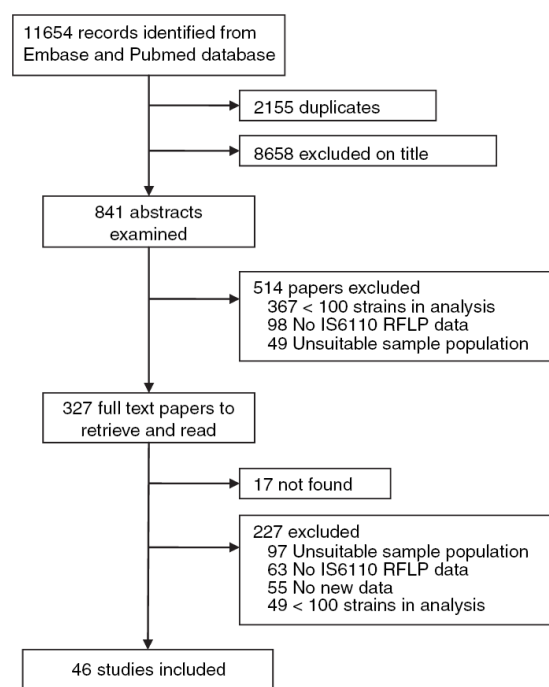 11654 records identified from
Embase and Pubmed database
2155 duplicates
8658 excluded on title
841 abstracts
examined
514 papers excluded
367 < 100 strains in analysis
98 No IS6110 RFLP data
49 Unsuitable sample population
327 full text papers to
retrieve and read
17 not found
227 excluded
97 Unsuitable sample population
63 No IS6110 RFLP data
55 No new data
49 < 100 strains in analysis
46 studies included